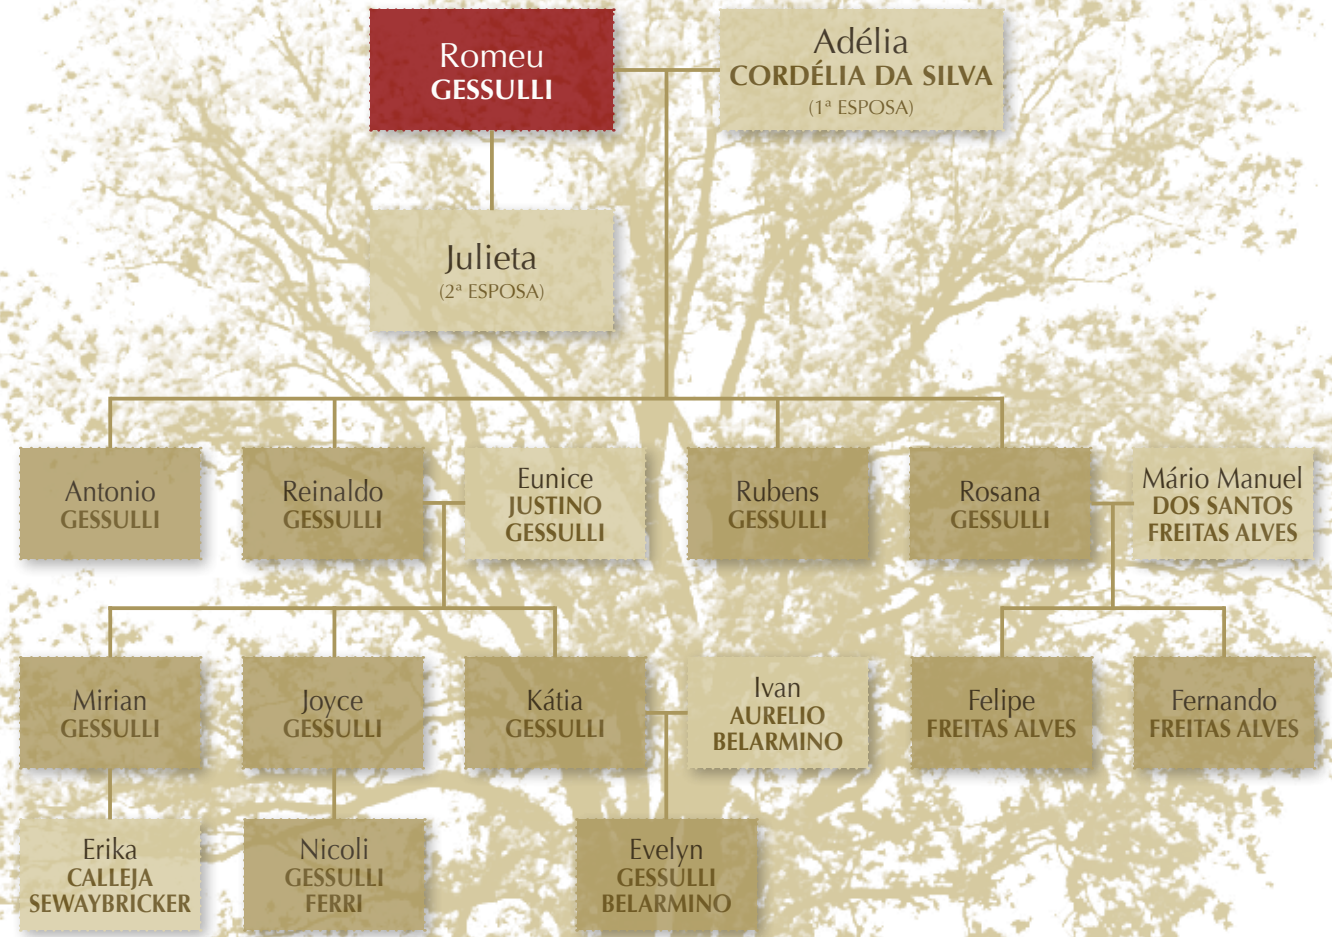 Romeu
GESSULLI
Adélia
CORDÉLIA DA SILVA
(1ª ESPOSA)
Julieta
(2ª ESPOSA)
Antonio
GESSULLI
Reinaldo
GESSULLI
Eunice
JUSTINO
GESSULLI
Rubens
GESSULLI
Rosana
GESSULLI
Mário Manuel
DOS SANTOS
FREITAS ALVES
Mirian
GESSULLI
Joyce
GESSULLI
Kátia
GESSULLI
Ivan
AURELIO
BELARMINO
Felipe
FREITAS ALVES
Fernando
FREITAS ALVES
Erika
CALLEJA
SEWAYBRICKER
Nicoli
GESSULLI
FERRI
Evelyn
GESSULLI
BELARMINO